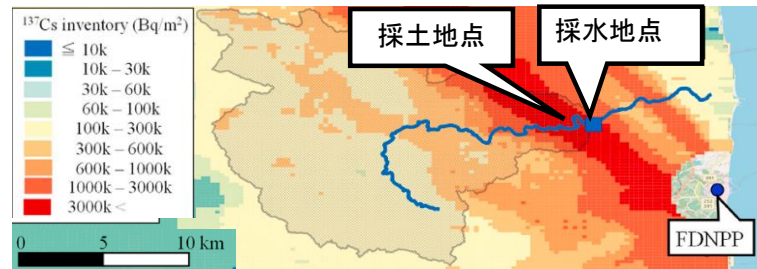 ¹³⁷Cs inventory (Bq/m²)
≦ 10k
10k – 30k
30k – 60k
60k – 100k
100k – 300k
300k – 600k
600k – 1000k
1000k – 3000k
3000k <
採土地点
採水地点
FDNPP
0 5 10 km